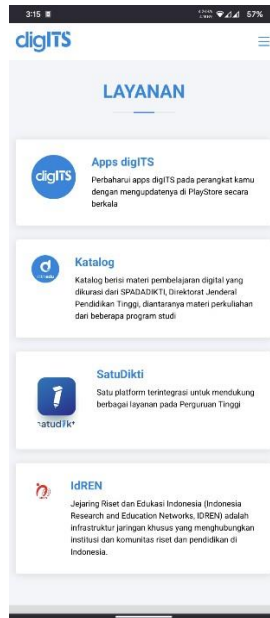 3:15
57%
digITS
LAYANAN
digITS
Apps digITS
Perbaharui apps digITS pada perangkat kamu
dengan mengupdatenya di PlayStore secara
berkala
Katalog
Katalog berisi materi pembelajaran digital yang
dikurasi dari SPADADIKTI, Direktorat Jenderal
Pendidikan Tinggi, diantaranya materi perkuliahan
dari beberapa program studi
SatuDikti
Satu platform terintegrasi untuk mendukung
berbagai layanan pada Perguruan Tinggi
IdREN
Jejaring Riset dan Edukasi Indonesia (Indonesia
Research and Education Networks, IDREN) adalah
infrastruktur jaringan khusus yang menghubungkan
institusi dan komunitas riset dan pendidikan di
Indonesia.